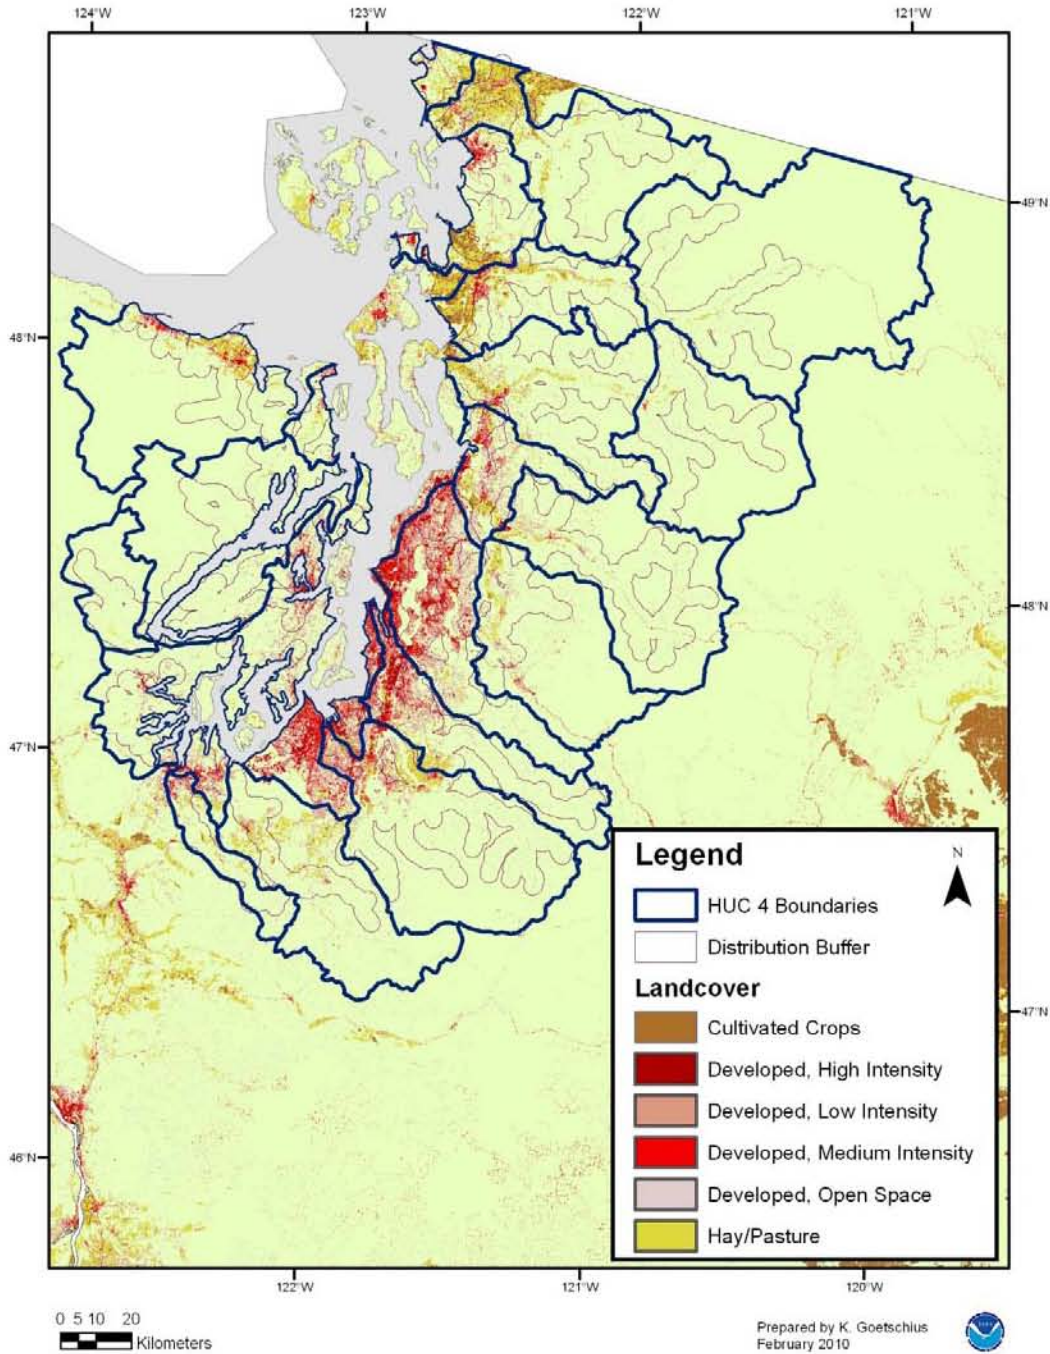 124°W 123°W 122°W 121°W
49°N
48°N
48°N
47°N
47°N
46°N
Legend
N
HUC 4 Boundaries
Distribution Buffer
Landcover
Cultivated Crops
Developed, High Intensity
Developed, Low Intensity
Developed, Medium Intensity
Developed, Open Space
Hay/Pasture
122°W 121°W 120°W
0 5 10 20
Kilometers
Prepared by K. Goetschius
February 2010